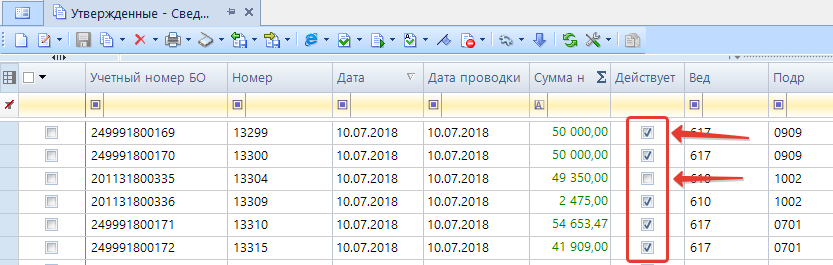 Утвержденные - Свед...
Учетный номер БО Номер Дата Дата проводки Сумма н Σ Действует Вед Подр
249991800169 13299 10.07.2018 10.07.2018 50 000,00 617 0909
249991800170 13300 10.07.2018 10.07.2018 50 000,00 617 0909
201131800335 13304 10.07.2018 10.07.2018 49 350,00 1002
201131800336 13309 10.07.2018 10.07.2018 2 475,00 610 1002
249991800171 13310 10.07.2018 10.07.2018 54 653,47 617 0701
249991800172 13315 10.07.2018 10.07.2018 41 909,00 617 0701